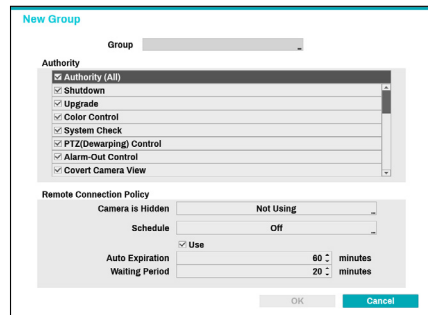 New Group
Group
Authority
Authority (All)
Shutdown
Upgrade
Color Control
System Check
PTZ(Dewarping) Control
Alarm-Out Control
Covert Camera View
Remote Connection Policy
Camera is Hidden Not Using
Schedule Off
Use
Auto Expiration 60 minutes
Waiting Period 20 minutes
OK Cancel